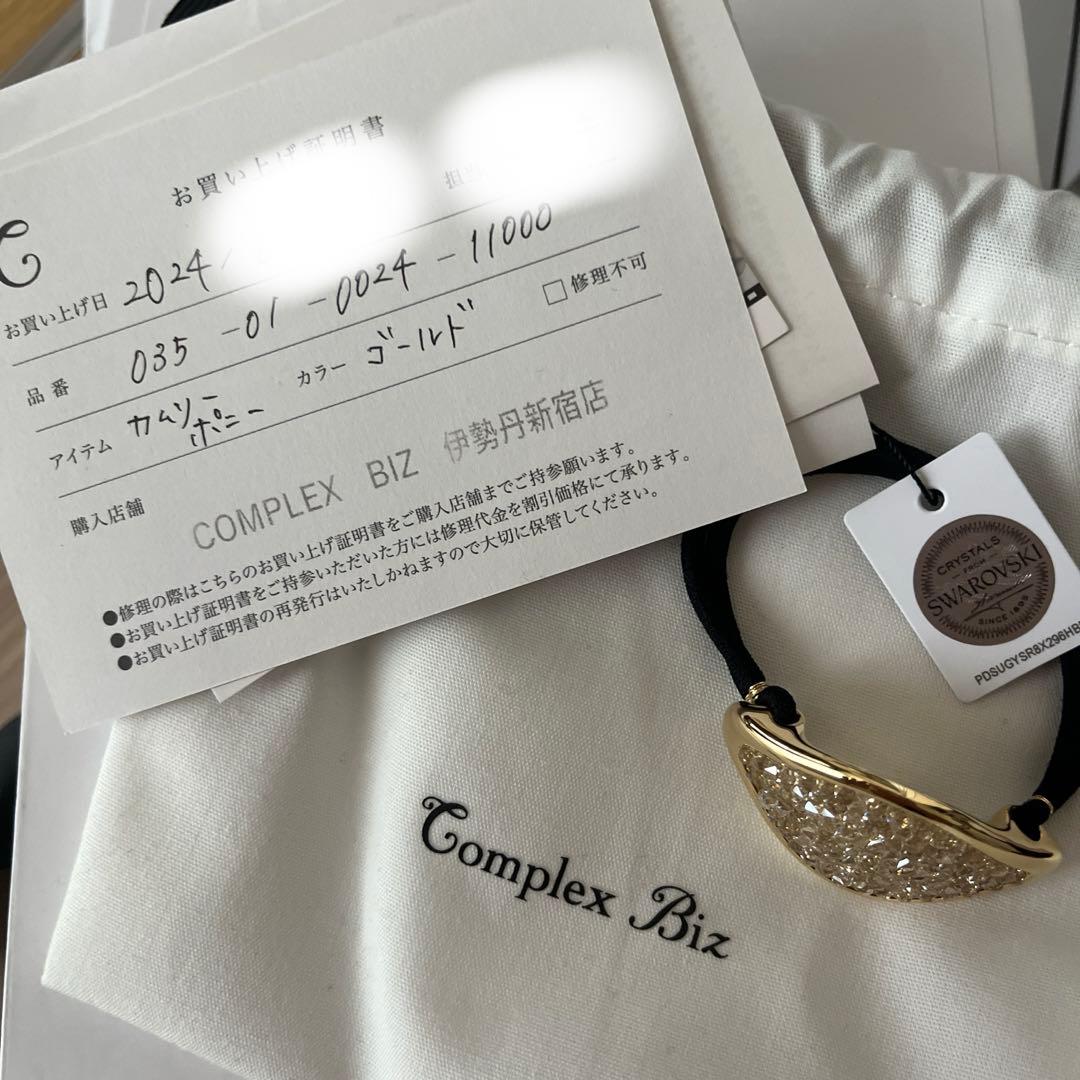 お買い上げ証明書
担当
お買い上げ日 2024/
品番 035-01-0024-11000
アイテム カムリーポニー カラー ゴールド □修理不可
購入店舗 COMPLEX BIZ 伊勢丹新宿店
●修理の際はこちらのお買い上げ証明書をご購入店舗までご持参願います。
●お買い上げ証明書をご持参いただいた方には修理代金を割引価格にて承ります。
●お買い上げ証明書の再発行はいたしかねますので大切に保管してください。
CRYSTALS
FROM
SWAROVSKI
SINCE 1895
PDSUGYSR8X296HB
Complex Biz